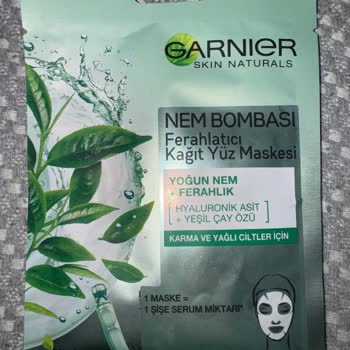 GARNIER
SKIN NATURALS
NEM BOMBASI
Ferahlatıcı
Kağıt Yüz Maskesi
YOĞUN NEM
+ FERAHLIK
[ HYALURONİK ASİT
+ YEŞİL ÇAY ÖZÜ ]
KARMA VE YAĞLI CİLTLER İÇİN
1 MASKE =
1 ŞİŞE SERUM MİKTARI*